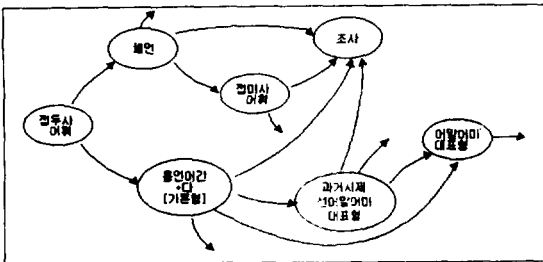 체언
조사
접미사
어휘
접두사
어휘
용언어간
+다
[기본형]
과거시제
선어말어미
대표형
어말어미
대표형